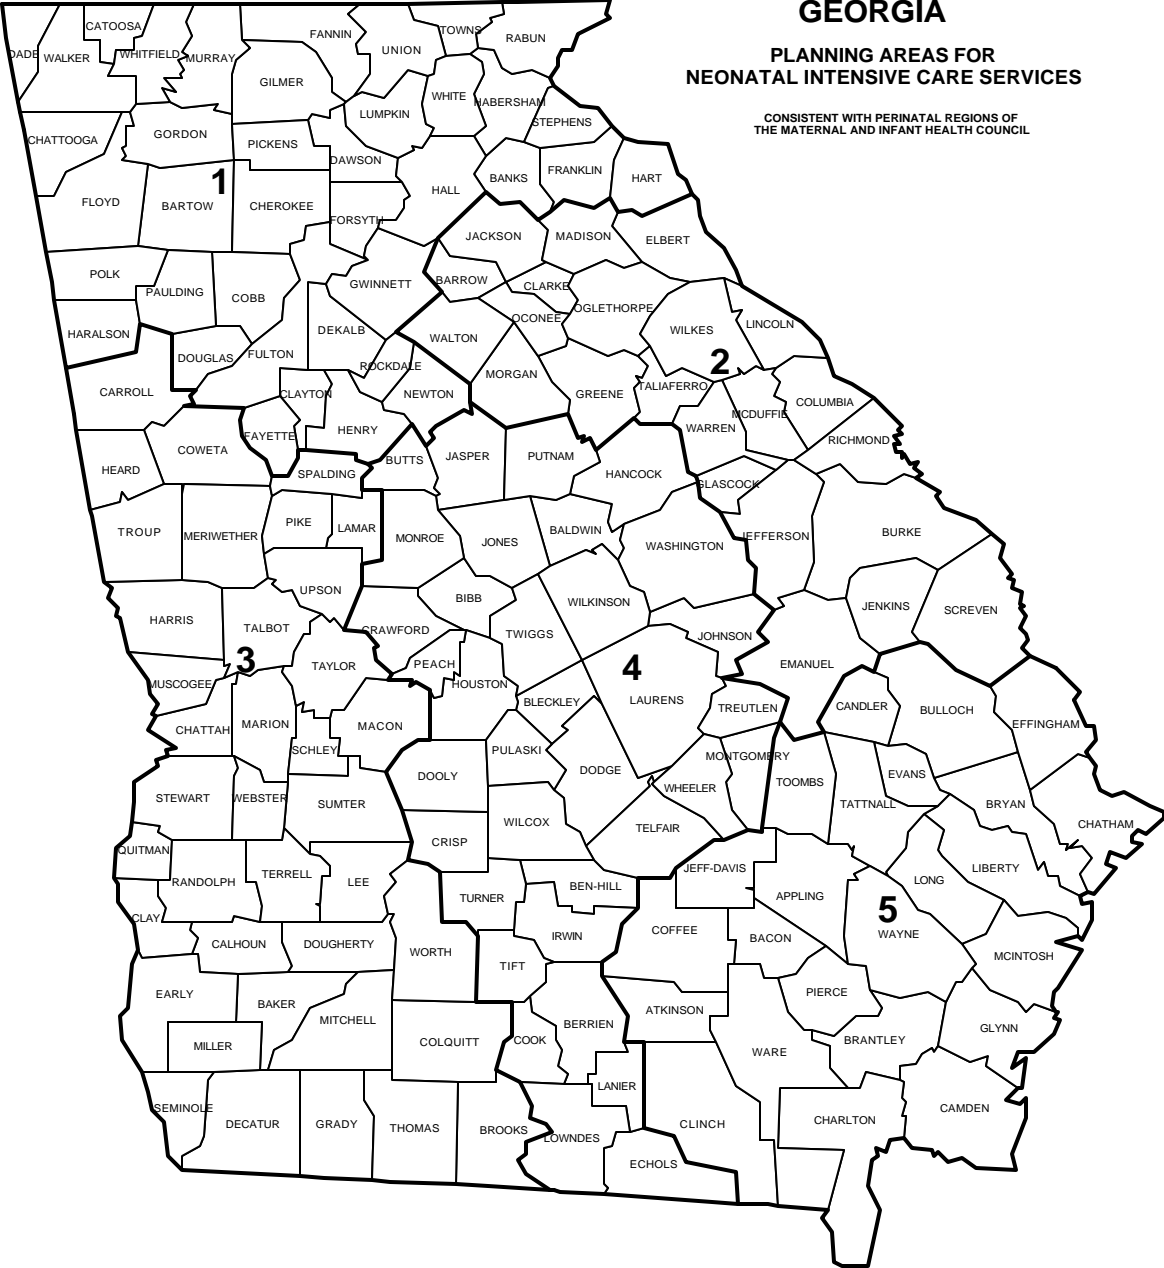 GEORGIA
PLANNING AREAS FOR
NEONATAL INTENSIVE CARE SERVICES
CONSISTENT WITH PERINATAL REGIONS OF
THE MATERNAL AND INFANT HEALTH COUNCIL
DADE
WALKER
CATOOSA
WHITFIELD
MURRAY
FANNIN
GILMER
UNION
TOWNS
RABUN
WHITE
HABERSHAM
STEPHENS
LUMPKIN
CHATTOOGA
GORDON
PICKENS
DAWSON
HALL
BANKS
FRANKLIN
HART
1
FLOYD
BARTOW
CHEROKEE
FORSYTH
JACKSON
MADISON
ELBERT
POLK
PAULDING
COBB
GWINNETT
BARROW
CLARKE
OGLETHORPE
OCONEE
WILKES
LINCOLN
HARALSON
DOUGLAS
FULTON
DEKALB
ROCKDALE
WALTON
MORGAN
GREENE
TALIAFERRO
2
CARROLL
CLAYTON
NEWTON
MCDUFFIE
COLUMBIA
WARREN
RICHMOND
HEARD
COWETA
FAYETTE
HENRY
SPALDING
BUTTS
JASPER
PUTNAM
HANCOCK
GLASCOCK
TROUP
MERIWETHER
PIKE
LAMAR
MONROE
JONES
BALDWIN
WASHINGTON
JEFFERSON
BURKE
UPSON
BIBB
WILKINSON
JENKINS
SCREVEN
HARRIS
TALBOT
CRAWFORD
TWIGGS
JOHNSON
3
TAYLOR
PEACH
HOUSTON
4
EMANUEL
MUSCOGEE
BLECKLEY
LAURENS
TREUTLEN
CANDLER
BULLOCH
EFFINGHAM
CHATTAH
MARION
SCHLEY
MACON
PULASKI
DODGE
MONTGOMERY
DOOLY
WHEELER
TOOMBS
EVANS
TATTNALL
BRYAN
CHATHAM
STEWART
WEBSTER
SUMTER
CRISP
WILCOX
TELFAIR
QUITMAN
RANDOLPH
TERRELL
LEE
TURNER
BEN-HILL
JEFF-DAVIS
APPLING
LONG
LIBERTY
5
CLAY
CALHOUN
DOUGHERTY
WORTH
IRWIN
COFFEE
BACON
WAYNE
MCINTOSH
TIFT
EARLY
BAKER
MITCHELL
PIERCE
ATKINSON
MILLER
COLQUITT
COOK
BERRIEN
WARE
BRANTLEY
GLYNN
LANIER
SEMINOLE
DECATUR
GRADY
THOMAS
BROOKS
LOWNDES
CLINCH
CHARLTON
CAMDEN
ECHOLS